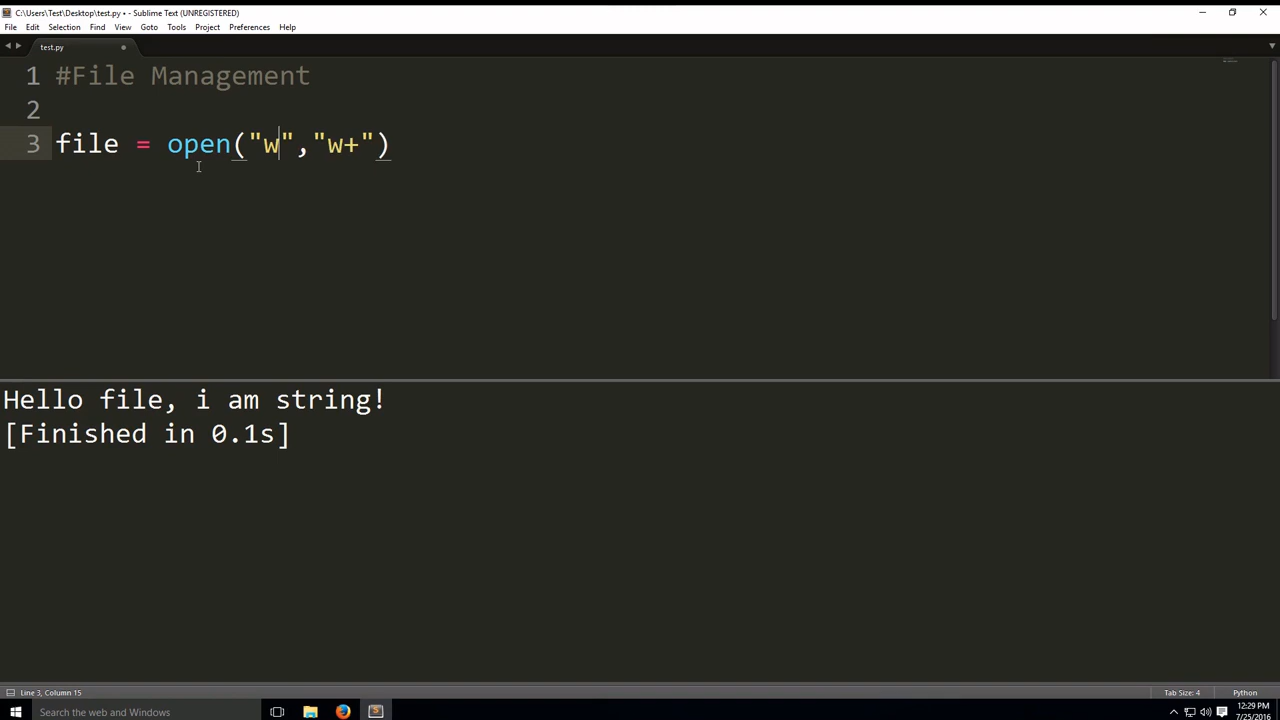 C:\Users\Test\Desktop\test.py • - Sublime Text (UNREGISTERED)
File Edit Selection Find View Goto Tools Project Preferences Help
test.py
1 #File Management
2
3 file = open("w","w+")
Hello file, i am string!
[Finished in 0.1s]
Line 3, Column 15 Tab Size: 4 Python
Search the web and Windows 12:29 PM
7/25/2016